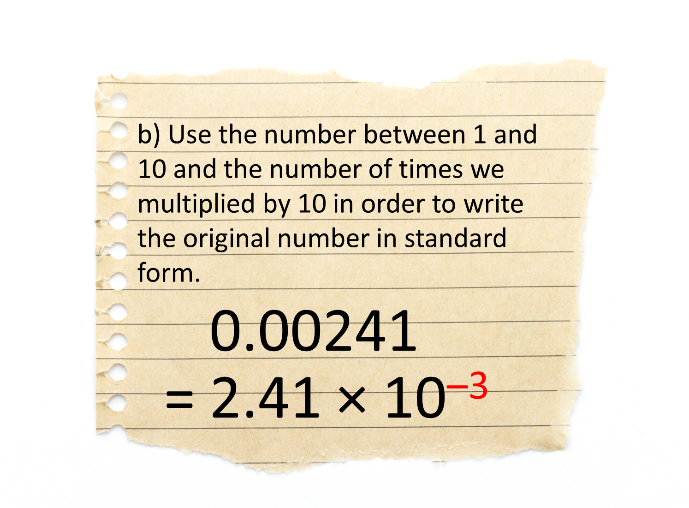 b) Use the number between 1 and
10 and the number of times we
multiplied by 10 in order to write
the original number in standard
form.
0.00241
= 2.41 × 10⁻³